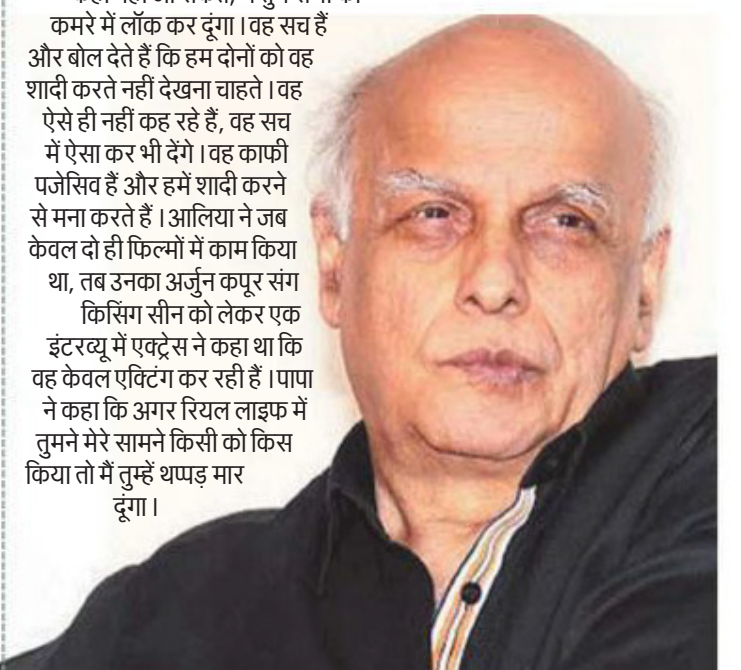 कमरे में लॉक कर दूंगा। वह सच हैं
और बोल देते हैं कि हम दोनों को वह
शादी करते नहीं देखना चाहते। वह
ऐसे ही नहीं कह रहे हैं, वह सच
में ऐसा कर भी देंगे। वह काफी
पजेसिव हैं और हमें शादी करने
से मना करते हैं। आलिया ने जब
केवल दो ही फिल्मों में काम किया
था, तब उनका अर्जुन कपूर संग
किसिंग सीन को लेकर एक
इंटरव्यू में एक्ट्रेस ने कहा था कि
वह केवल एक्टिंग कर रही हैं। पापा
ने कहा कि अगर रियल लाइफ में
तुमने मेरे सामने किसी को किस
किया तो मैं तुम्हें थप्पड़ मार
दूंगा।